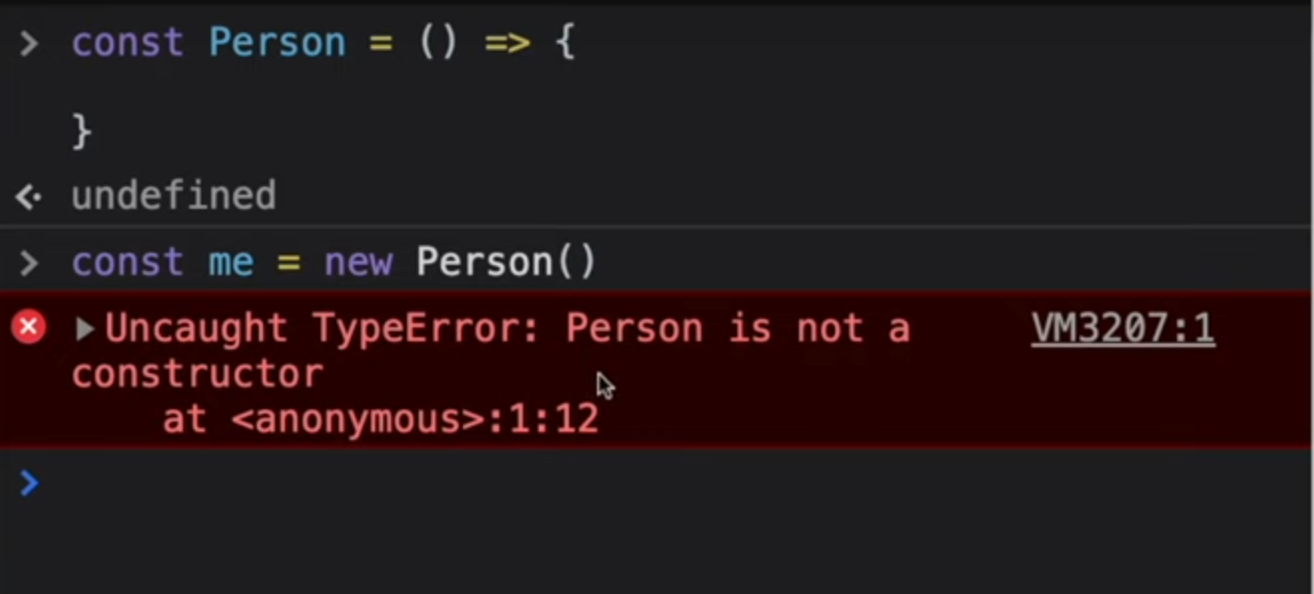 > const Person = () => {
}
<· undefined
> const me = new Person()
▶Uncaught TypeError: Person is not a VM3207:1
constructor
at <anonymous>:1:12
>